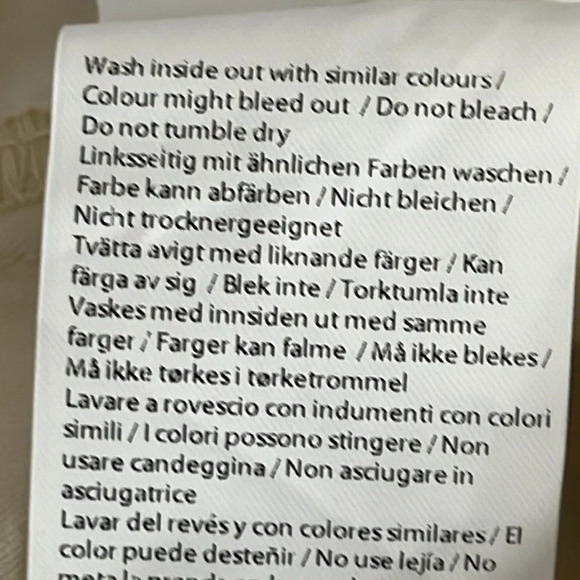 Wash inside out with similar colours /
Colour might bleed out / Do not bleach /
Do not tumble dry
Linksseitig mit ähnlichen Farben waschen /
Farbe kann abfärben / Nicht bleichen /
Nicht trocknergeeignet
Tvätta avigt med liknande färger / Kan
färga av sig / Blek inte / Torktumla inte
Vaskes med innsiden ut med samme
farger / Farger kan falme / Må ikke blekes /
Må ikke tørkes i tørketrommel
Lavare a rovescio con indumenti con colori
simili / I colori possono stingere / Non
usare candeggina / Non asciugare in
asciugatrice
Lavar del revés y con colores similares / El
color puede desteñir / No use lejía / No